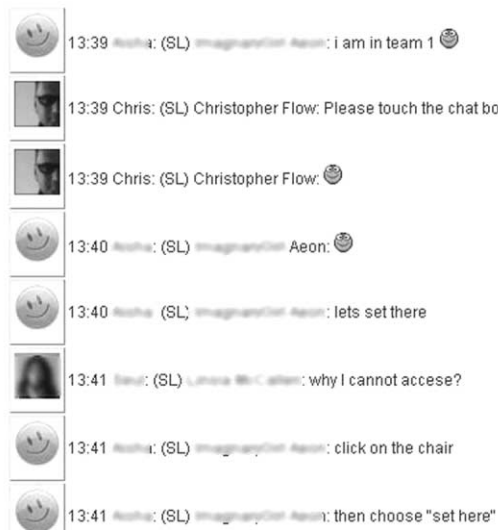 13:39 : (SL) : i am in team 1
13:39 Chris: (SL) Christopher Flow: Please touch the chat bo
13:39 Chris: (SL) Christopher Flow:
13:40 : (SL) Aeon:
13:40 (SL) : lets set there
13:41 : (SL) : why I cannot accese?
13:41 : (SL) : click on the chair
13:41 : (SL) : then choose "set here"